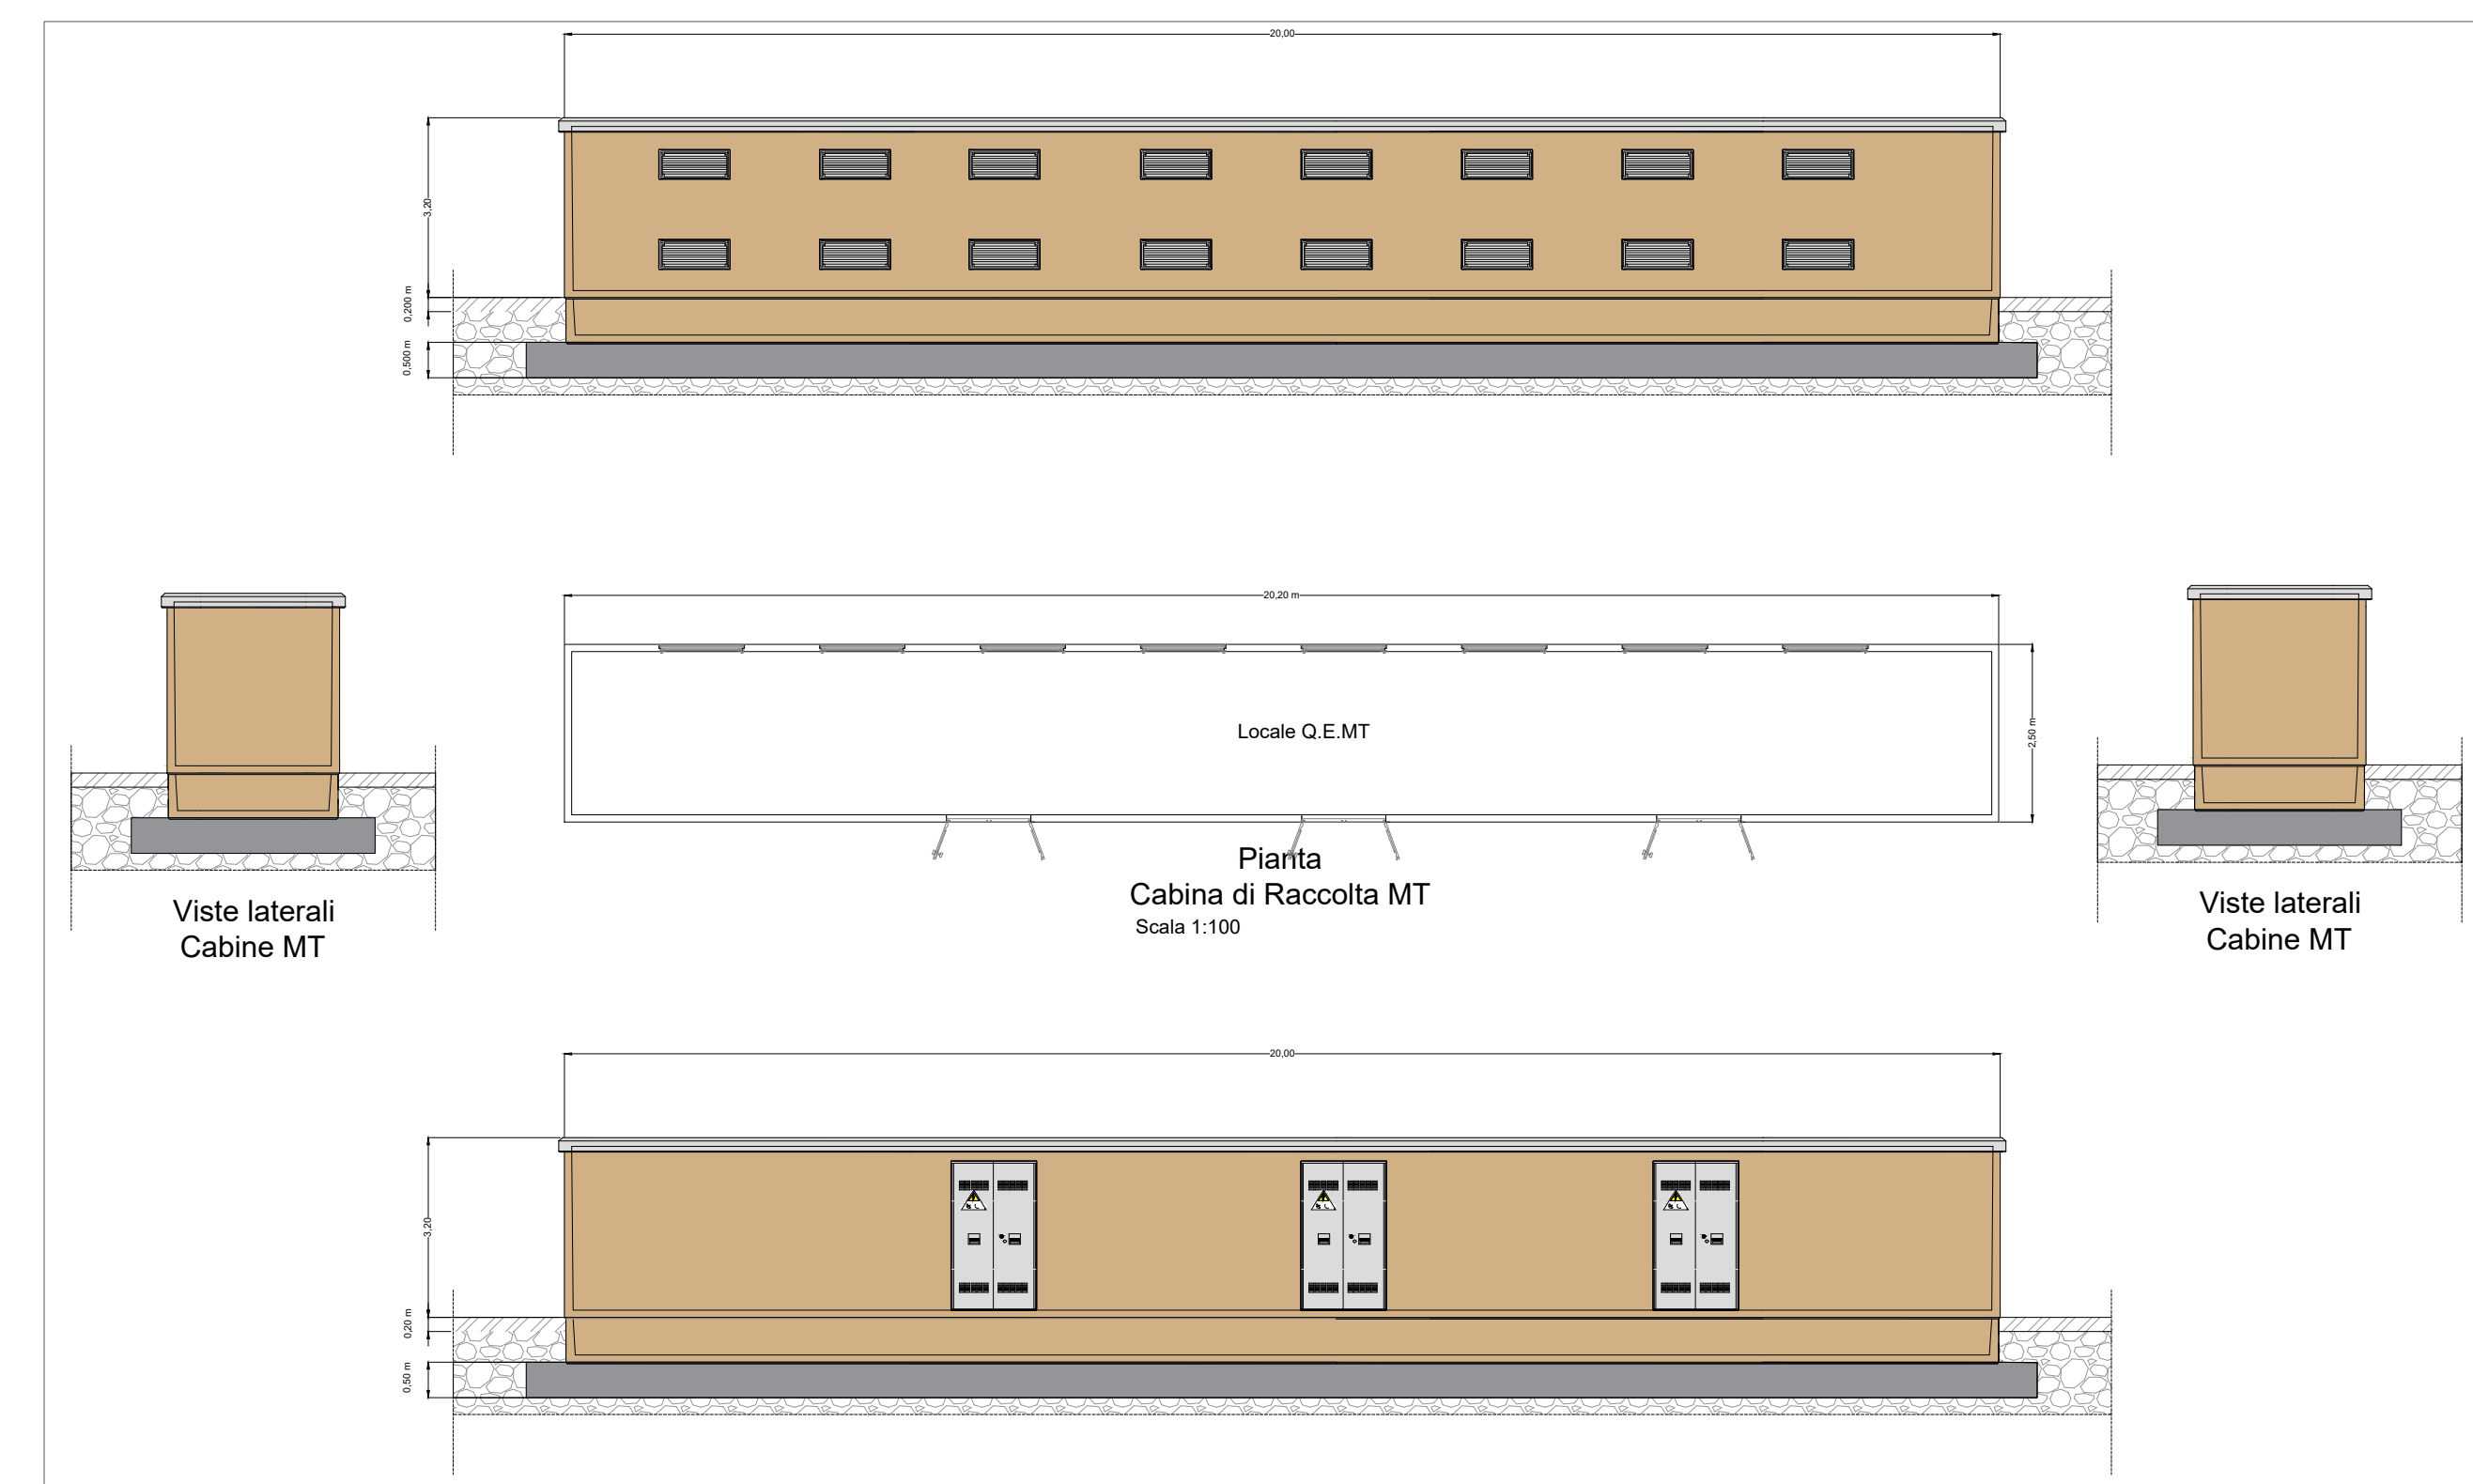 20,00
3,20
0,200 m
0,500 m
20,20 m
Locale Q.E.MT
2,50 m
Pianta
Cabina di Raccolta MT
Scala 1:100
Viste laterali
Cabine MT
Viste laterali
Cabine MT
20,00
3,20
0,20 m
0,50 m